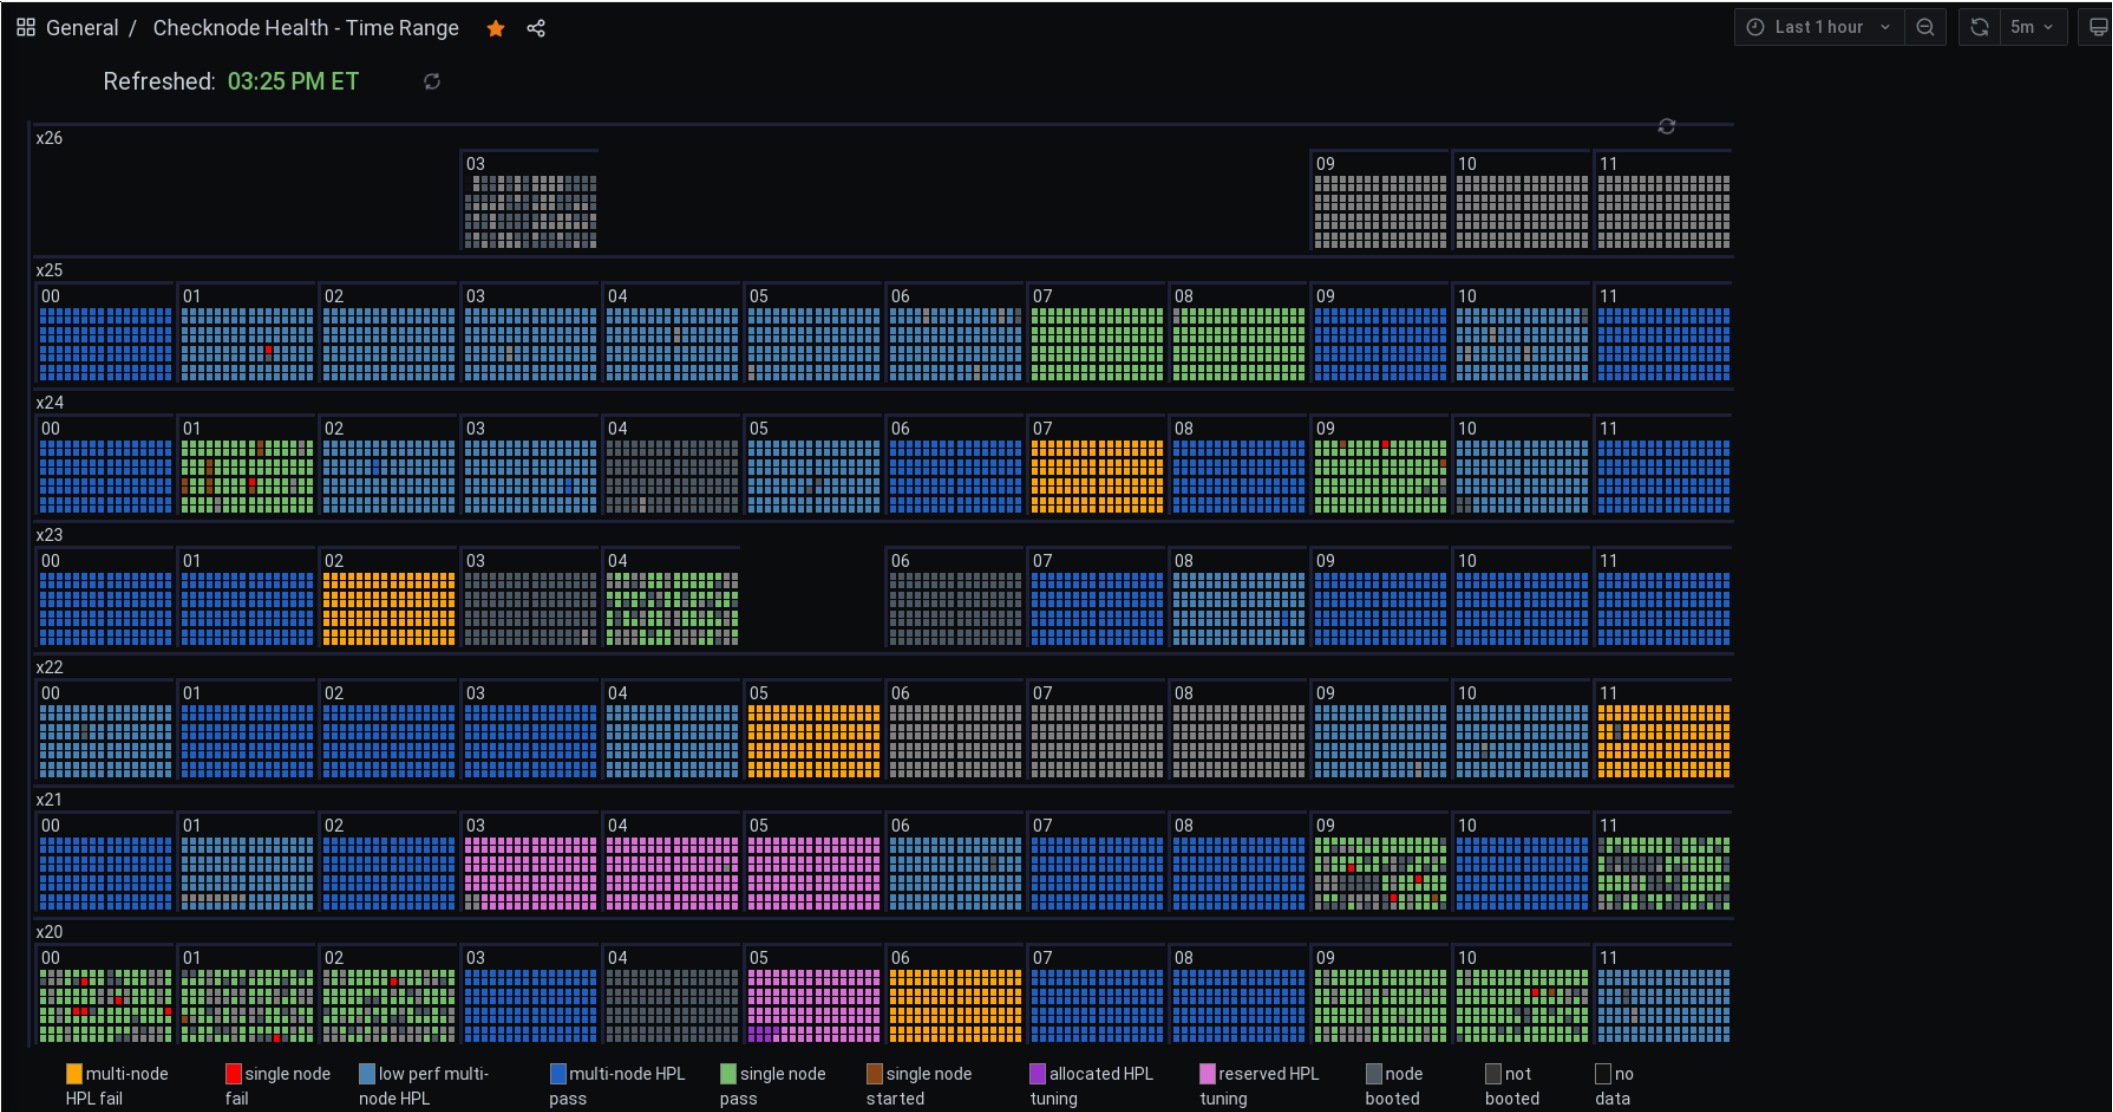 General / Checknode Health - Time Range
Last 1 hour
5m
Refreshed: 03:25 PM ET
x26
03 09 10 11
x25
00 01 02 03 04 05 06 07 08 09 10 11
x24
00 01 02 03 04 05 06 07 08 09 10 11
x23
00 01 02 03 04 06 07 08 09 10 11
x22
00 01 02 03 04 05 06 07 08 09 10 11
x21
00 01 02 03 04 05 06 07 08 09 10 11
x20
00 01 02 03 04 05 06 07 08 09 10 11
multi-node
HPL fail
single node
fail
low perf multi-
node HPL
multi-node HPL
pass
single node
pass
single node
started
allocated HPL
tuning
reserved HPL
tuning
node
booted
not
booted
no
data